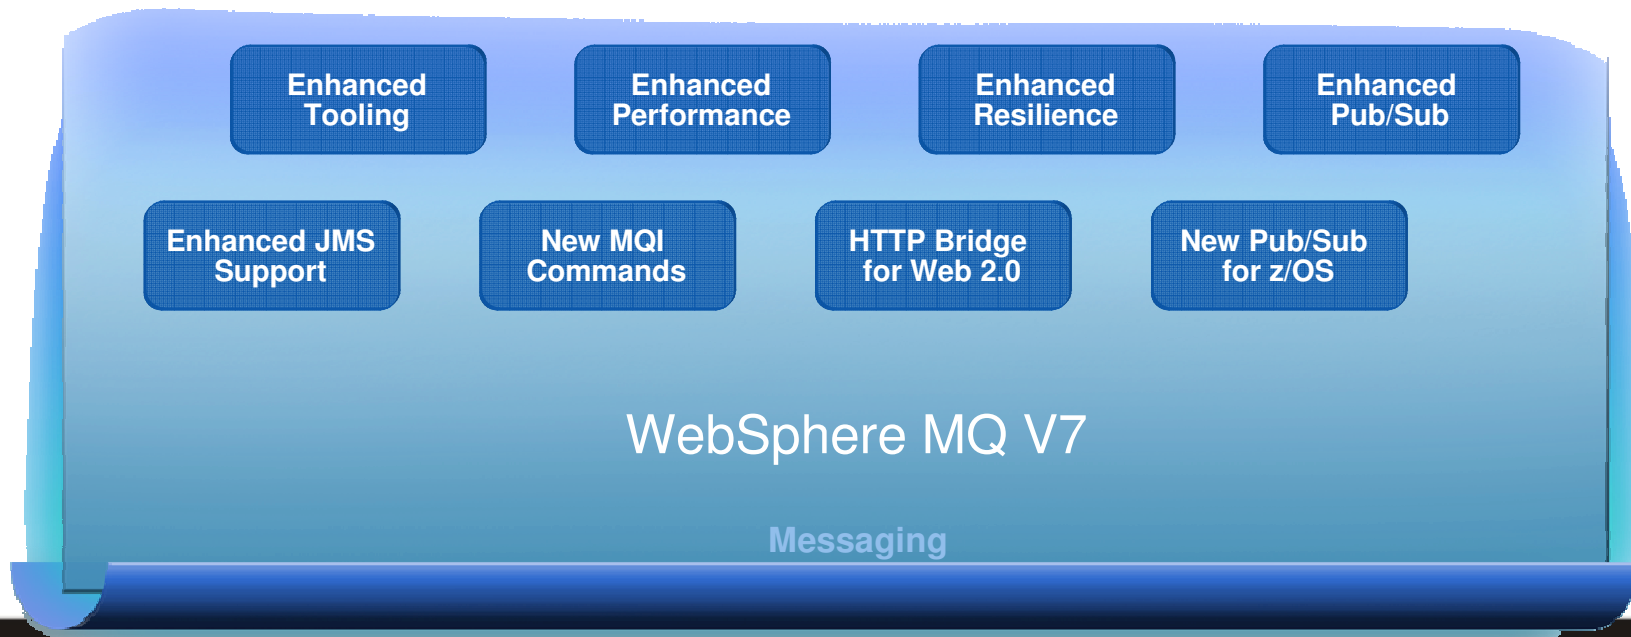 Enhanced
Tooling
Enhanced
Performance
Enhanced
Resilience
Enhanced
Pub/Sub
Enhanced JMS
Support
New MQI
Commands
HTTP Bridge
for Web 2.0
New Pub/Sub
for z/OS
WebSphere MQ V7
Messaging